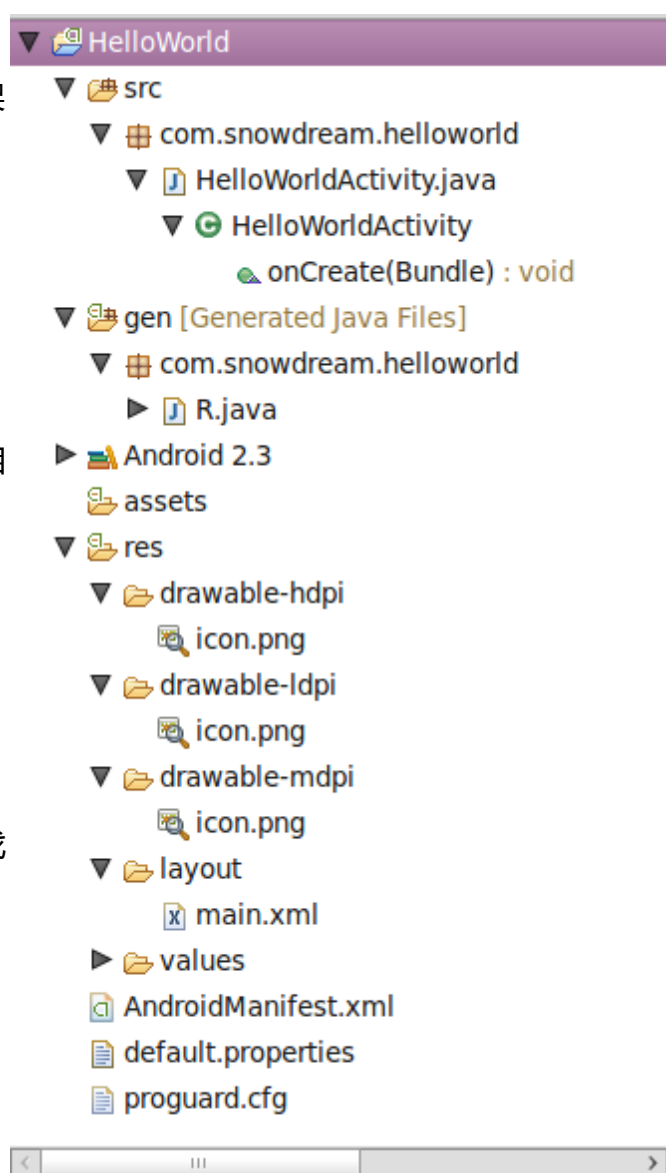 HelloWorld
src
com.snowdream.helloworld
HelloWorldActivity.java
HelloWorldActivity
onCreate(Bundle) : void
gen [Generated Java Files]
com.snowdream.helloworld
R.java
Android 2.3
assets
res
drawable-hdpi
icon.png
drawable-ldpi
icon.png
drawable-mdpi
icon.png
layout
main.xml
values
AndroidManifest.xml
default.properties
proguard.cfg